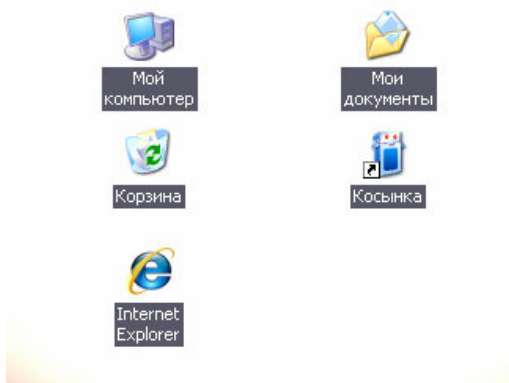 Мой
компьютер
Мои
документы
Корзина
Косынка
Internet
Explorer